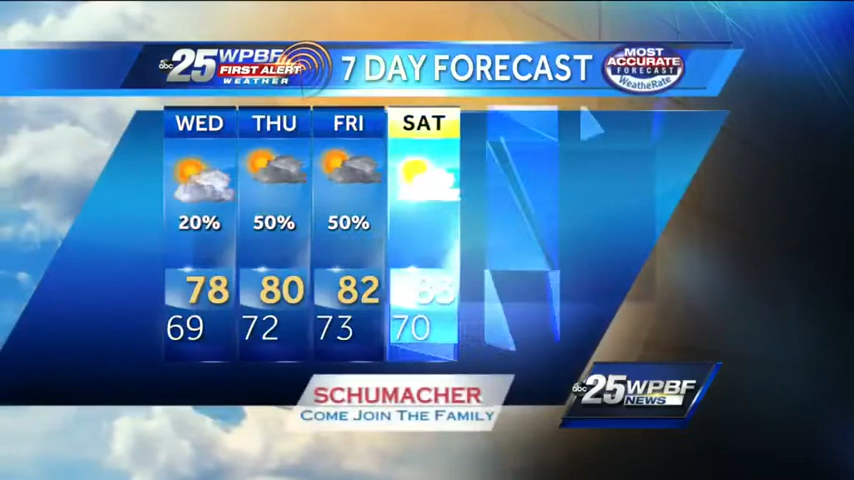 abc 25 WPBF
FIRST ALERT
WEATHER
7 DAY FORECAST
MOST
ACCURATE
FORECAST
WeatheRate
WED THU FRI SAT
20% 50% 50%
78 80 82 83
69 72 73 70
SCHUMACHER
COME JOIN THE FAMILY
abc 25 WPBF
NEWS